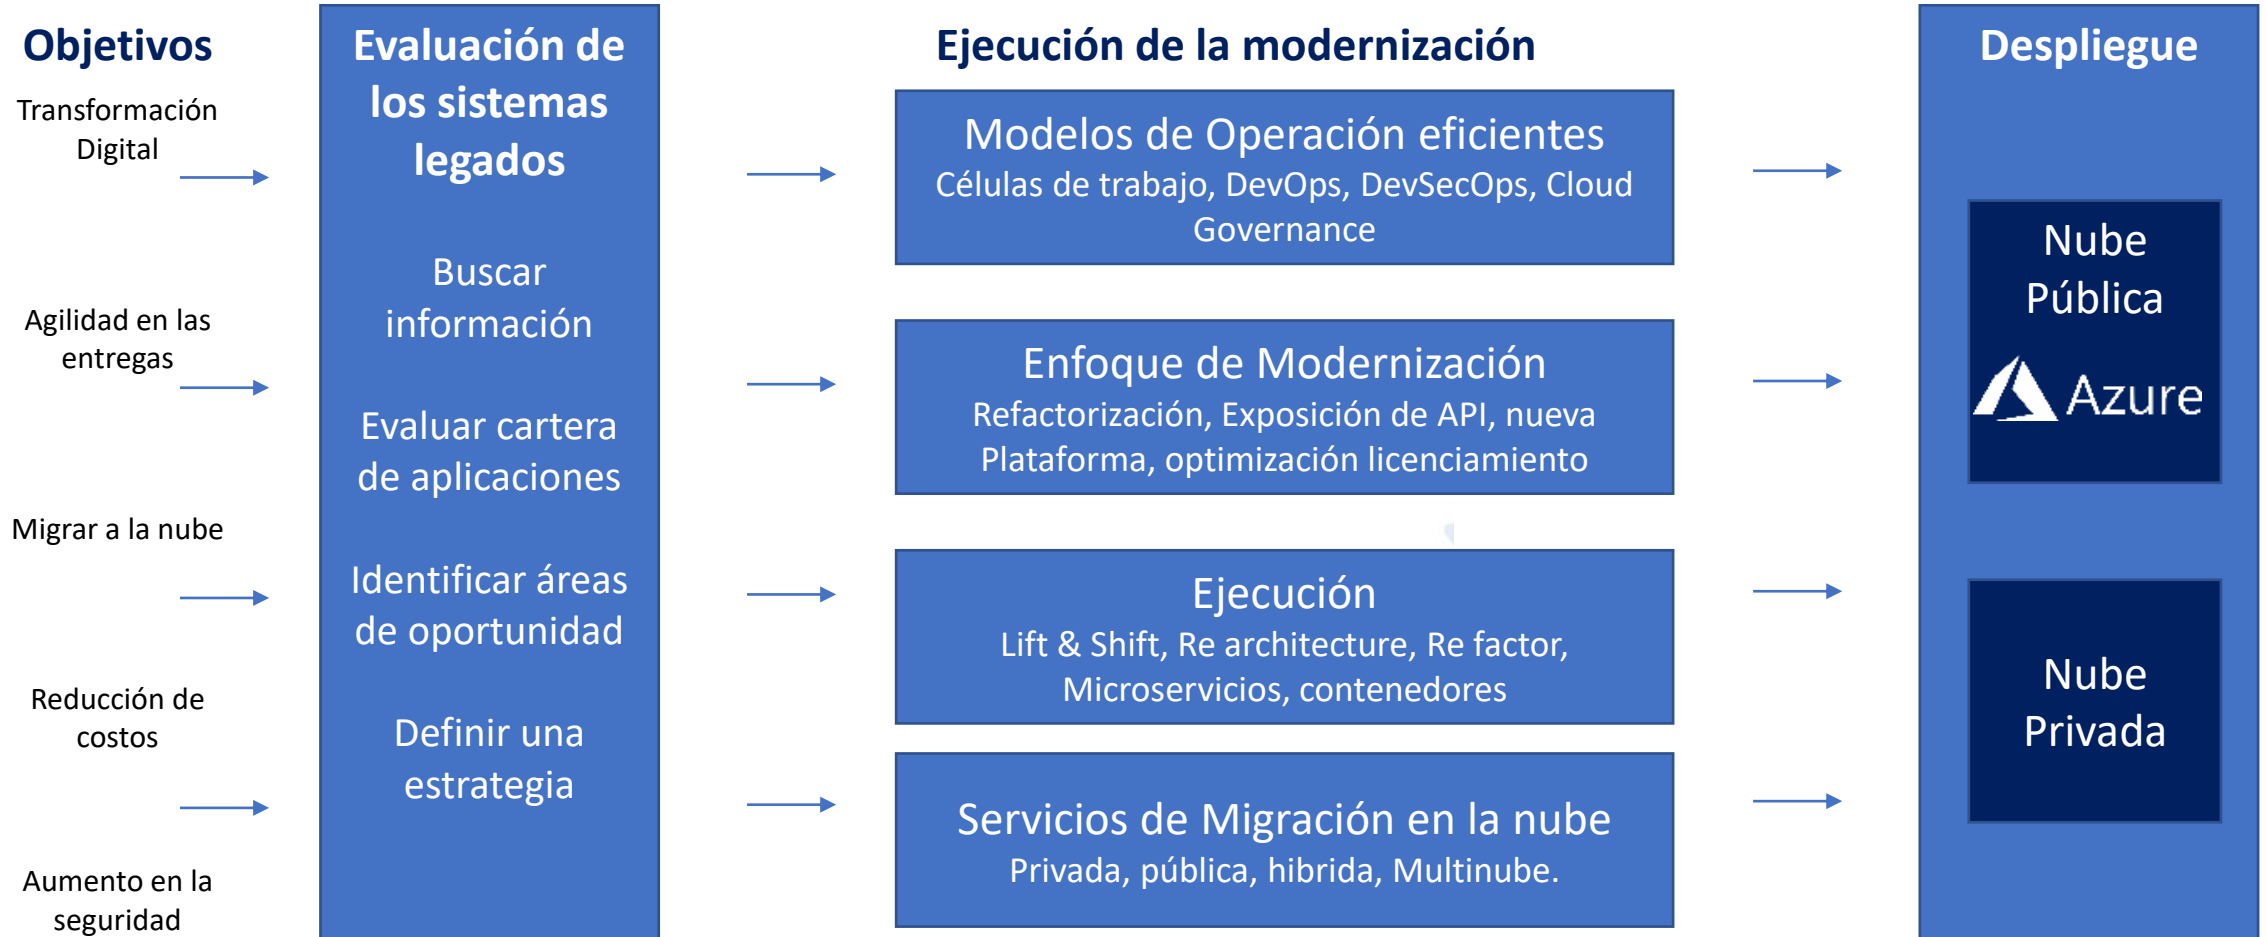 Objetivos
Transformación
Digital
Agilidad en las
entregas
Migrar a la nube
Reducción de
costos
Aumento en la
seguridad
Evaluación de
los sistemas
legados
Buscar
información
Evaluar cartera
de aplicaciones
Identificar áreas
de oportunidad
Definir una
estrategia
Ejecución de la modernización
Modelos de Operación eficientes
Células de trabajo, DevOps, DevSecOps, Cloud
Governance
Enfoque de Modernización
Refactorización, Exposición de API, nueva
Plataforma, optimización licenciamiento
Ejecución
Lift & Shift, Re architecture, Re factor,
Microservicios, contenedores
Servicios de Migración en la nube
Privada, pública, hibrida, Multinube.
Despliegue
Nube
Pública
Azure
Nube
Privada